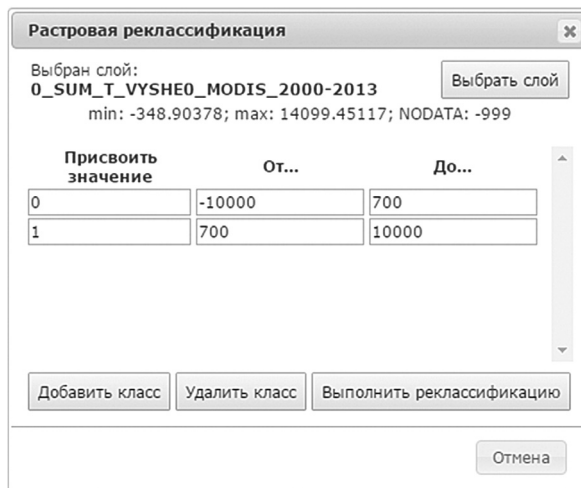 Растровая реклассификация
Выбран слой:
0_SUM_T_VYSHE0_MODIS_2000-2013
Выбрать слой
min: -348.90378; max: 14099.45117; NODATA: -999
Присвоить значение От... До...
0 -10000 700
1 700 10000
Добавить класс Удалить класс Выполнить реклассификацию
Отмена